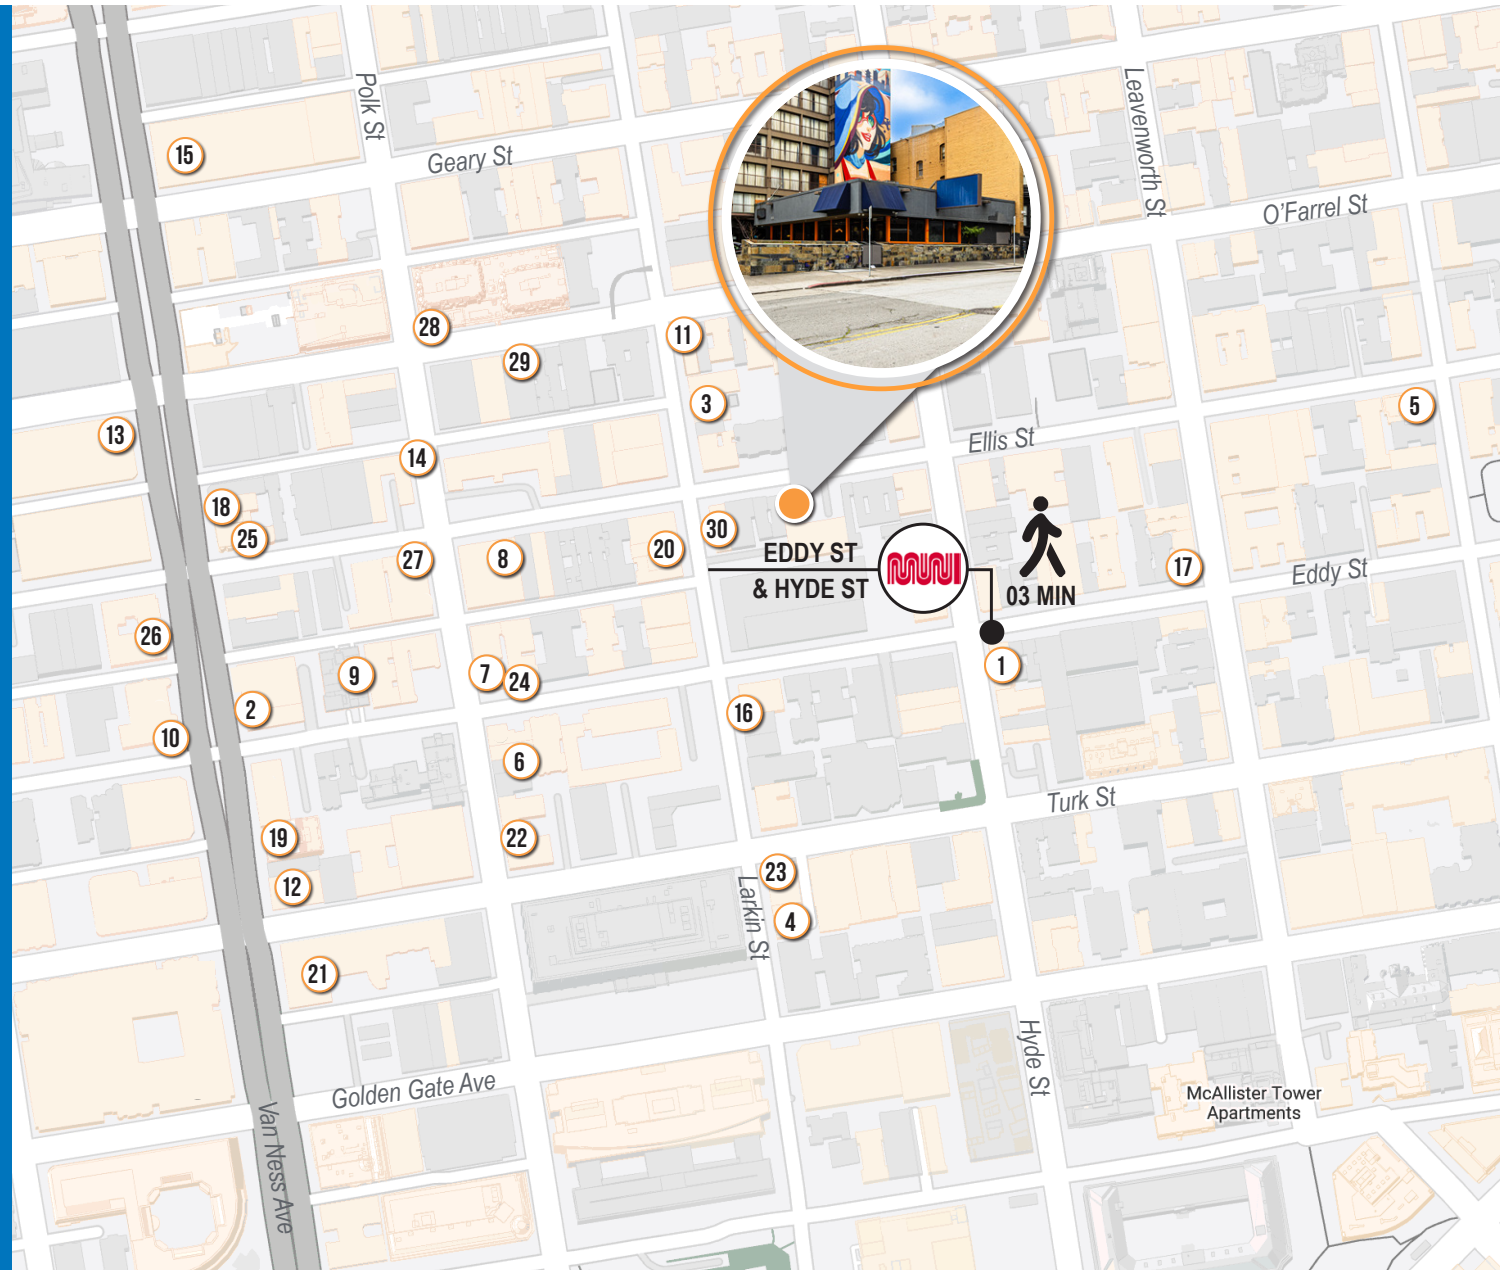 Polk St
Geary St
Leavenworth St
O'Farrel St
15
28
29
11
3
5
13
14
Ellis St
18
25
27
8
20
30
EDDY ST
& HYDE ST
muni
03 MIN
17
Eddy St
26
9
7
24
2
10
16
1
6
Turk St
19
22
12
23
4
Larkin St
21
Golden Gate Ave
Hyde St
McAllister Tower
Apartments
Van Ness Ave